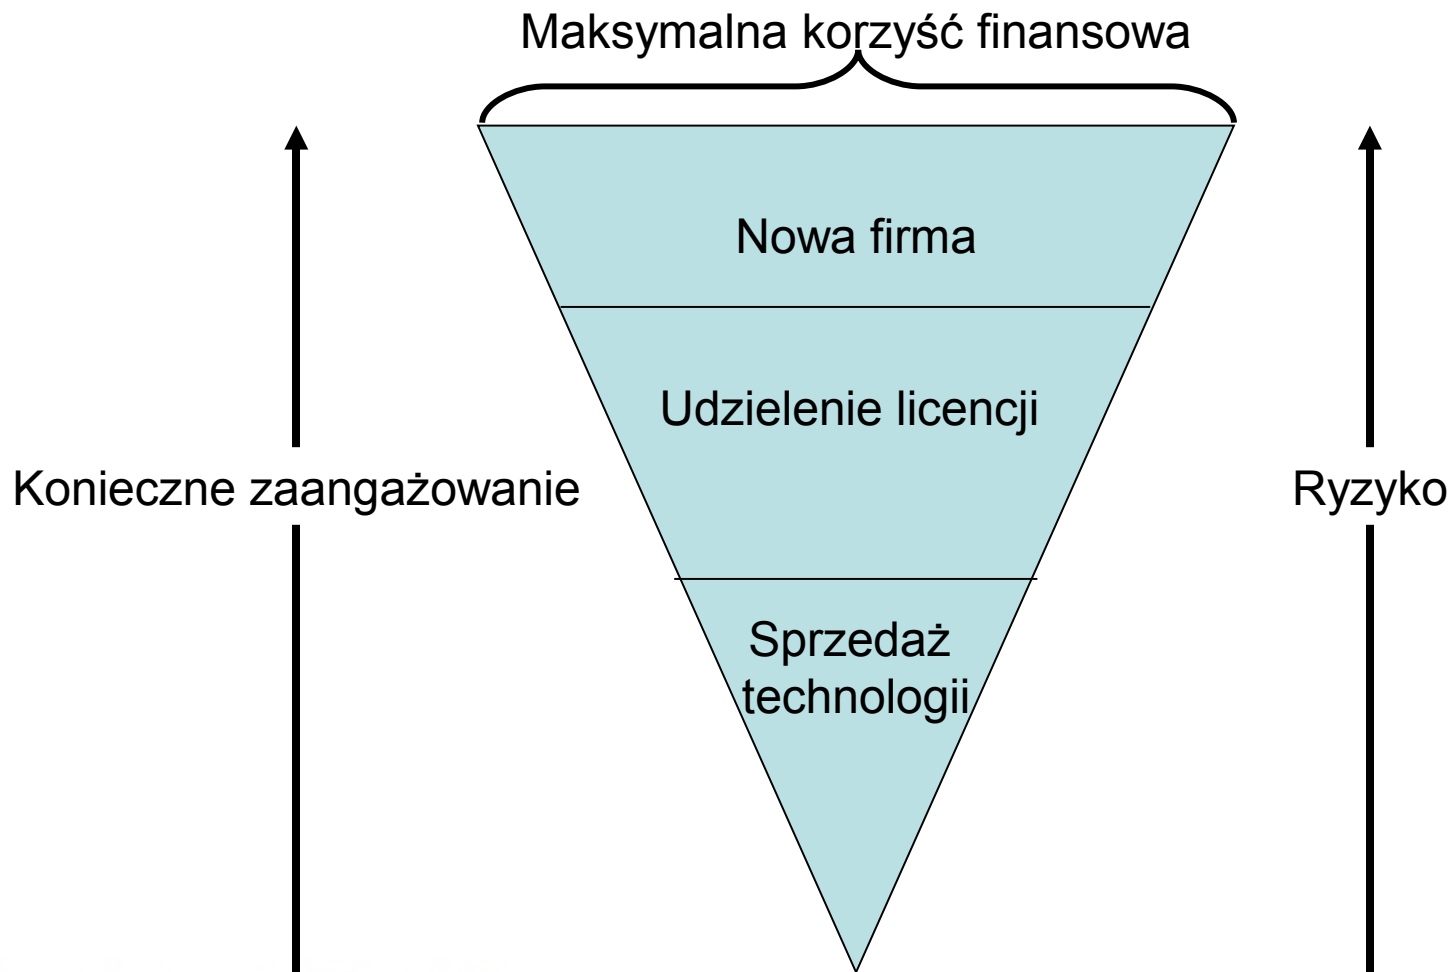 Maksymalna korzyść finansowa
Nowa firma
Udzielenie licencji
Konieczne zaangażowanie
Ryzyko
Sprzedaż
technologii